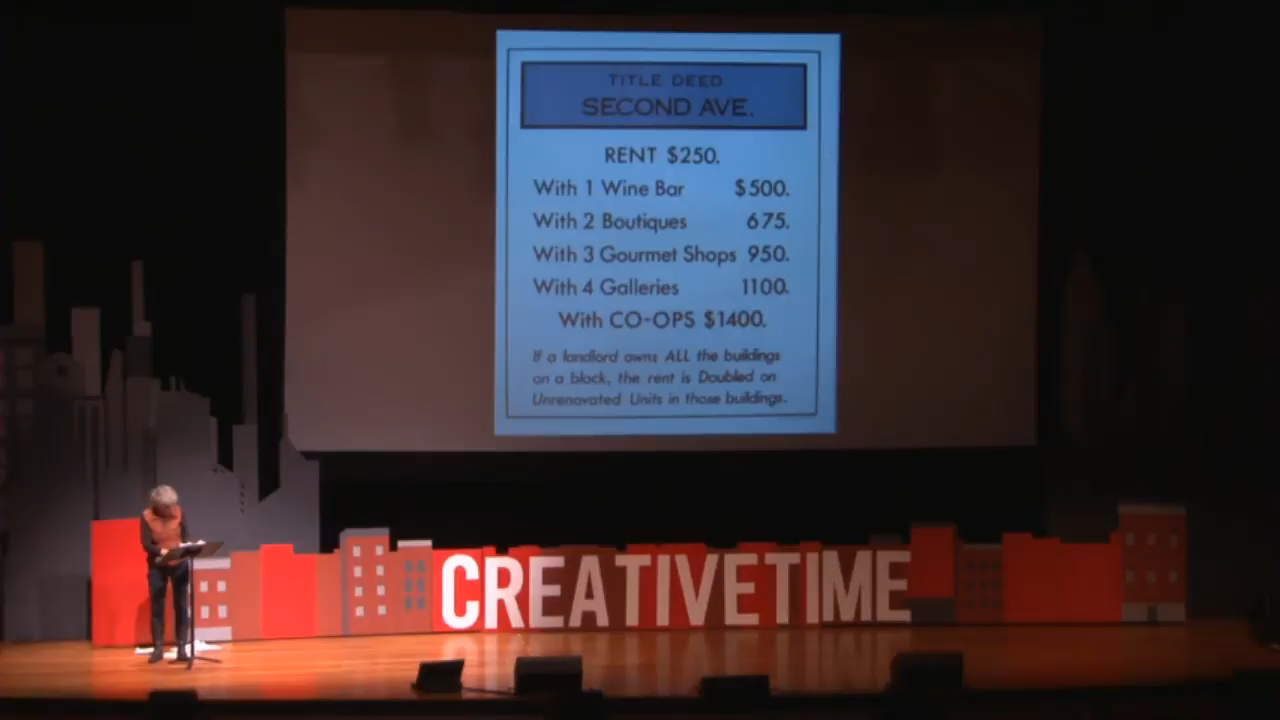 TITLE DEED
SECOND AVE.
RENT $250.
With 1 Wine Bar $500.
With 2 Boutiques 675.
With 3 Gourmet Shops 950.
With 4 Galleries 1100.
With CO-OPS $1400.
If a landlord owns ALL the buildings
on a block, the rent is Doubled on
Unrenovated Units in those buildings.
CREATIVETIME